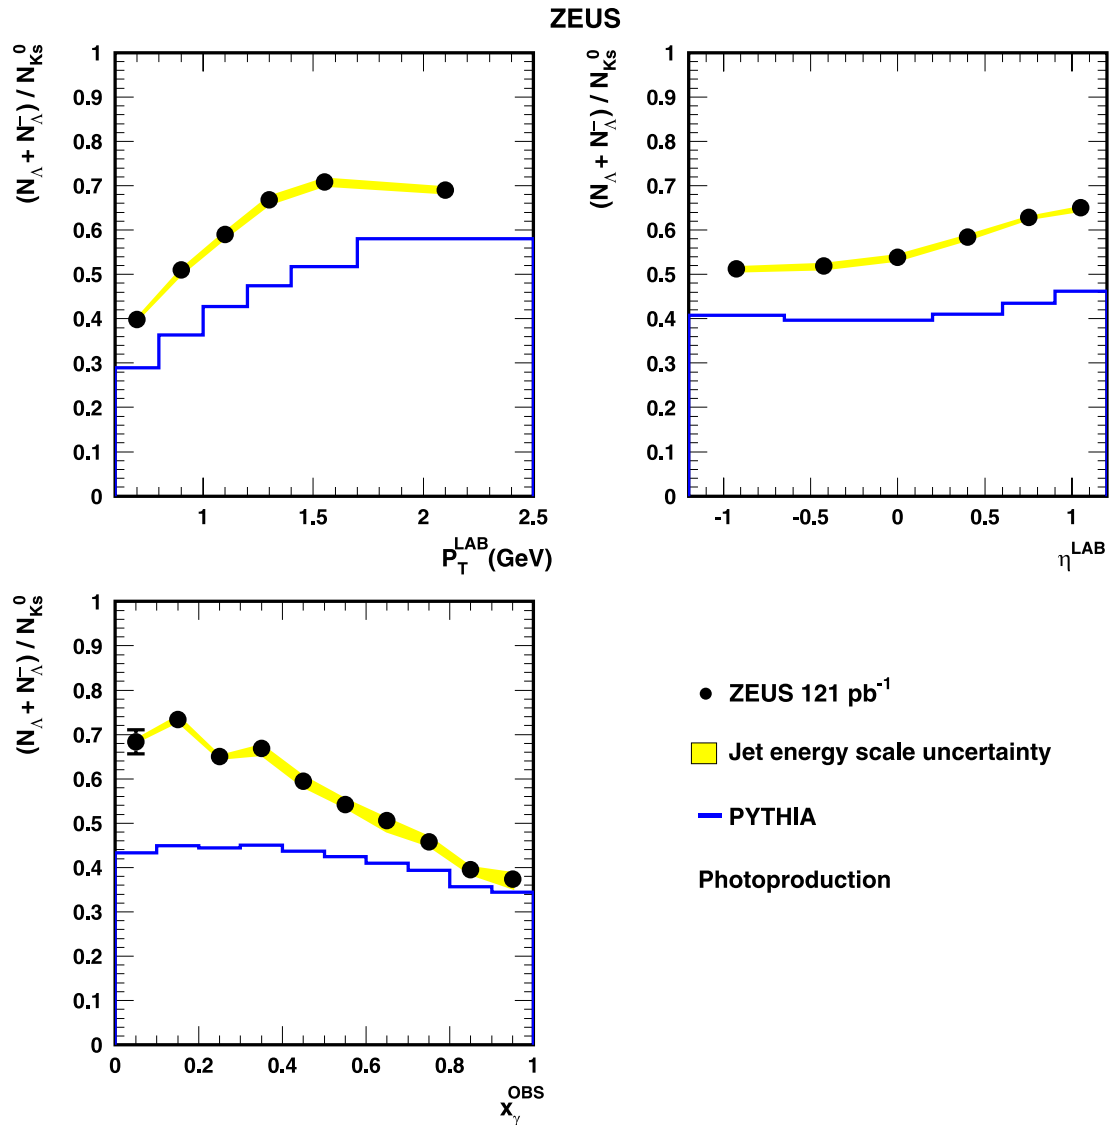 ZEUS
(N_Λ + N_Λ̄) / N_Ks^0
1
0.9
0.8
0.7
0.6
0.5
0.4
0.3
0.2
0.1
0
1 1.5 2 2.5
P_T^LAB (GeV)
(N_Λ + N_Λ̄) / N_Ks^0
1
0.9
0.8
0.7
0.6
0.5
0.4
0.3
0.2
0.1
0
-1 -0.5 0 0.5 1
η^LAB
(N_Λ + N_Λ̄) / N_Ks^0
1
0.9
0.8
0.7
0.6
0.5
0.4
0.3
0.2
0.1
0
0 0.2 0.4 0.6 0.8 1
x_γ^OBS
ZEUS 121 pb^-1
Jet energy scale uncertainty
PYTHIA
Photoproduction